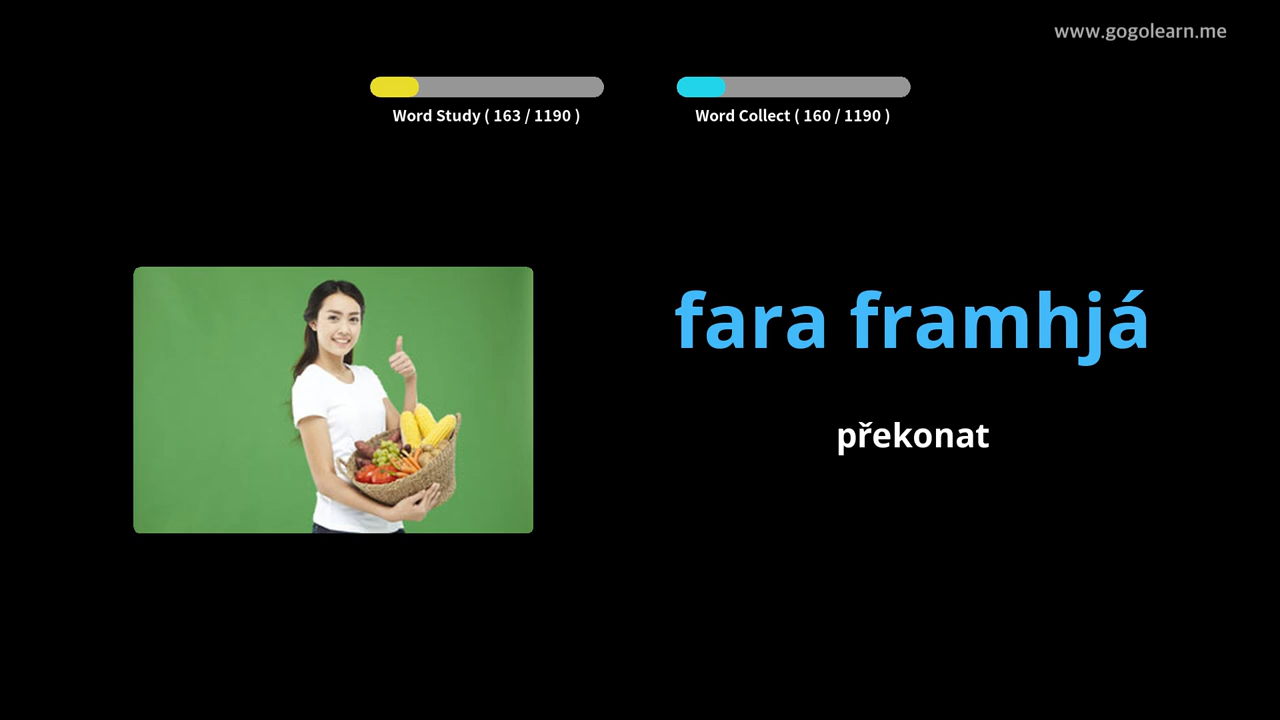 www.gogolearn.me
Word Study ( 163 / 1190 )
Word Collect ( 160 / 1190 )
fara framhjá
překonat